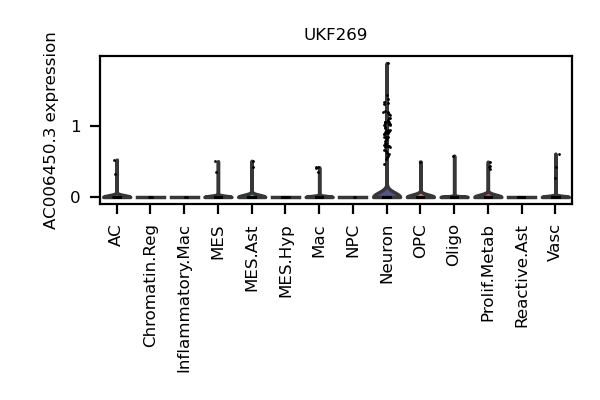 UKF269
AC006450.3 expression
1
0
AC
Chromatin.Reg
Inflammatory.Mac
MES
MES.Ast
MES.Hyp
Mac
NPC
Neuron
OPC
Oligo
Prolif.Metab
Reactive.Ast
Vasc